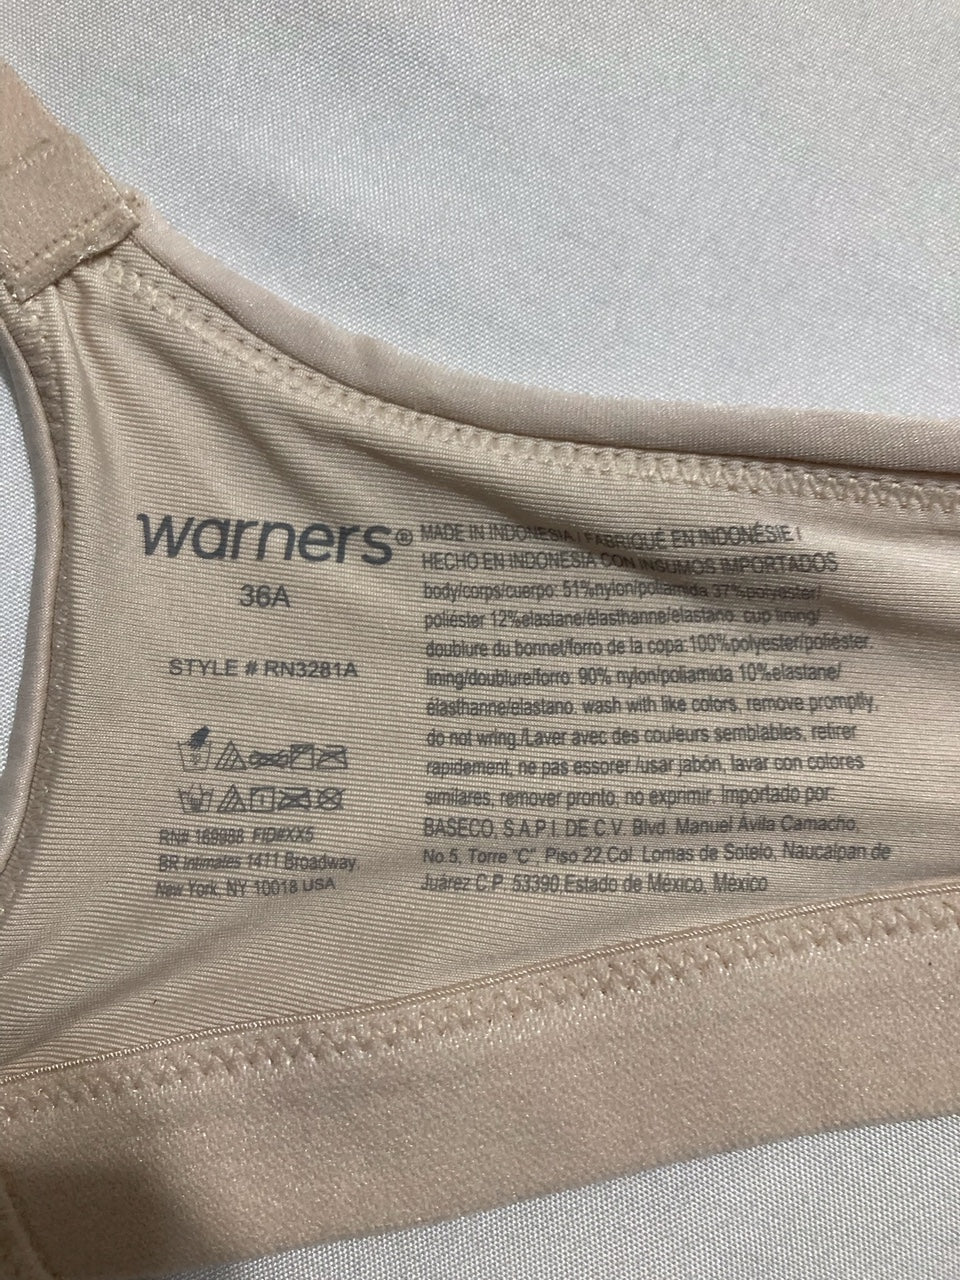 warners®
36A
STYLE # RN3281A
BR Intimates 1411 Broadway,
New York, NY 10018 USA
MADE IN INDONESIA / FABRIQUÉ EN INDONÉSIE /
HECHO EN INDONESIA CON INSUMOS IMPORTADOS
body/corps/cuerpo: 51%nylon/poliamida 37%polyester/
poliéster 12%elastane/élasthanne/elastano. cup lining/
doublure du bonnet/forro de la copa:100%polyester/poliéster.
lining/doublure/forro: 90% nylon/poliamida 10%elastane/
élasthanne/elastano. wash with like colors, remove promptly,
do not wring./Laver avec des couleurs semblables, retirer
rapidement, ne pas essorer./usar jabón, lavar con colores
similares, remover pronto, no exprimir. Importado por:
BASECO, S.A.P.I. DE C.V. Blvd. Manuel Ávila Camacho,
No.5, Torre "C", Piso 22,Col. Lomas de Sotelo, Naucalpan de
Juárez C.P. 53390,Estado de México, México